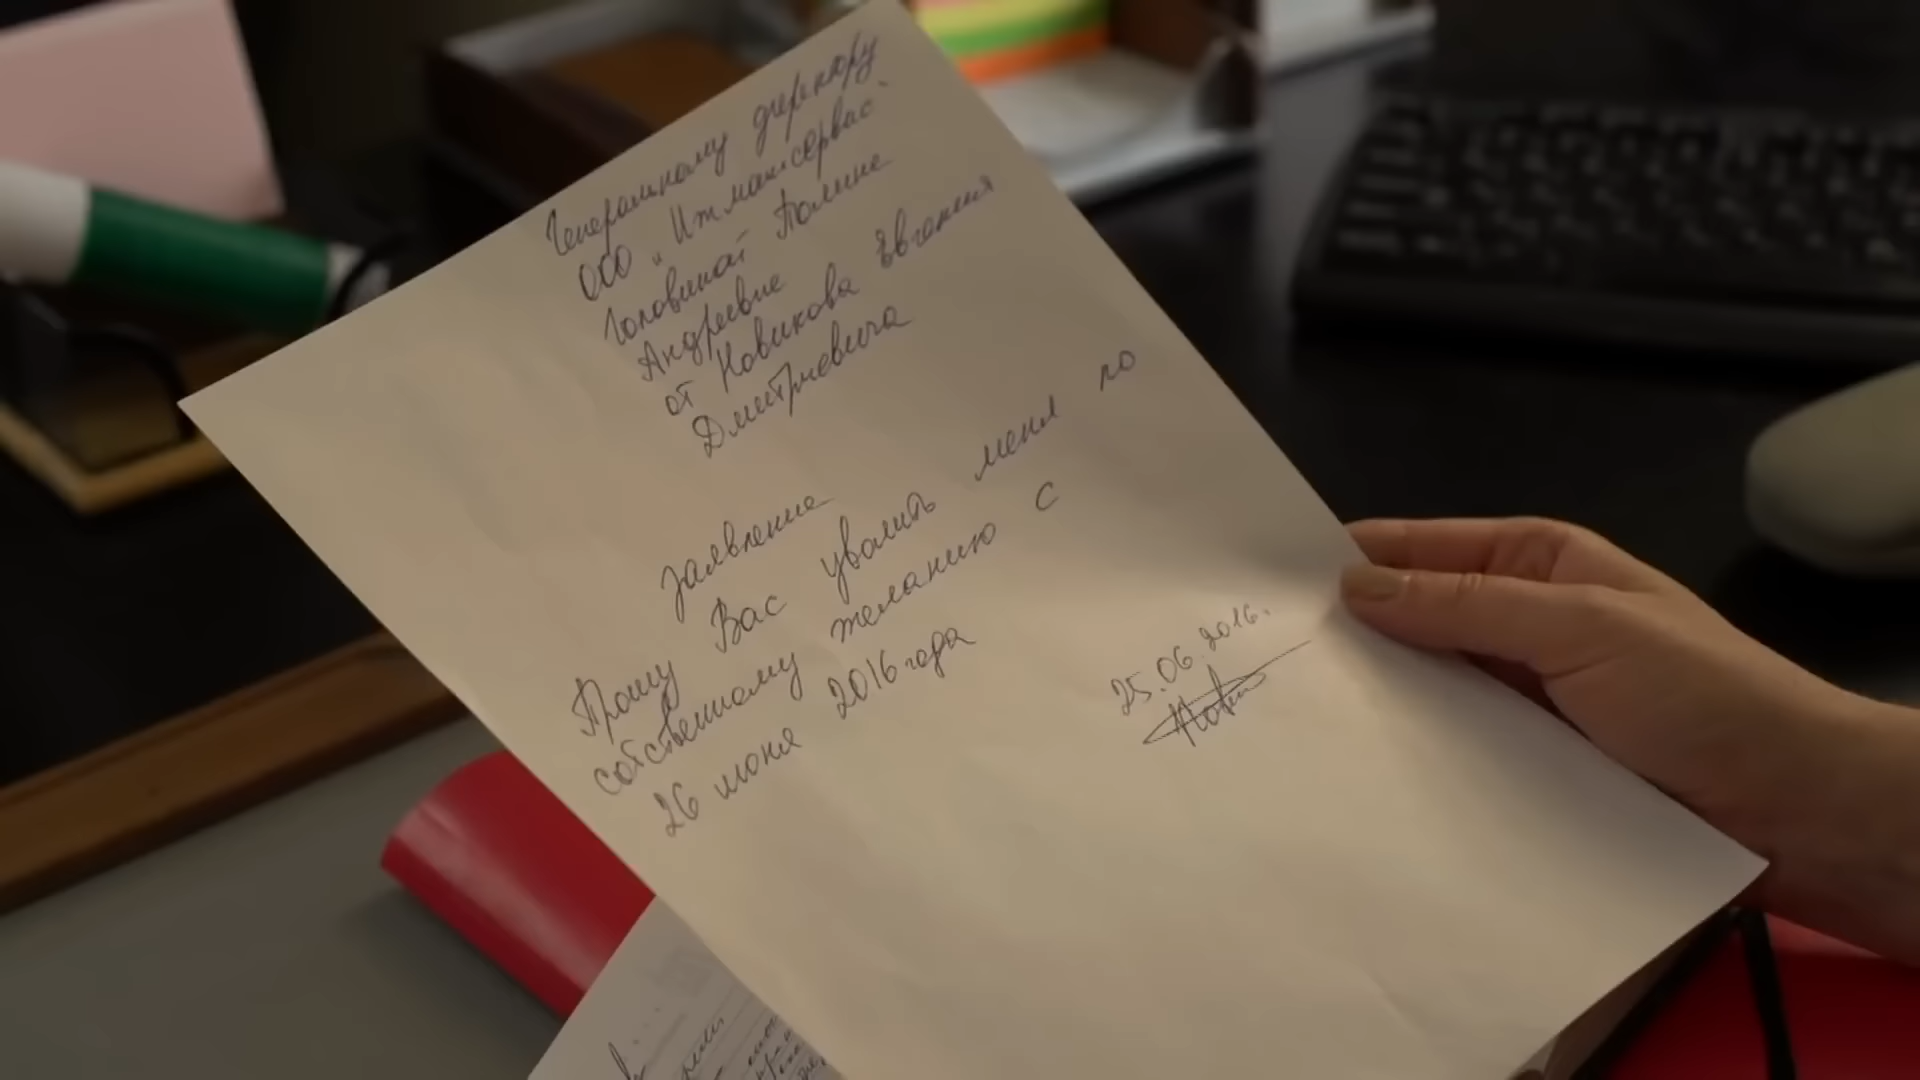 Генеральному директору
ООО „Итмансервис"
Головиной Полине
Андреевне
от Новикова Евгения
Дмитриевича
Заявление
Прошу Вас уволить меня по
собственному желанию с
26 июня 2016 года
25.06.2016.